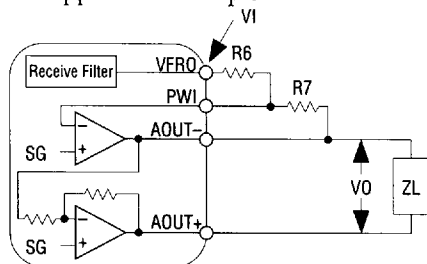 VI
Receive Filter
VFRO
R6
PWI
R7
SG
−
+
AOUT−
VO
ZL
−
+
SG
AOUT+